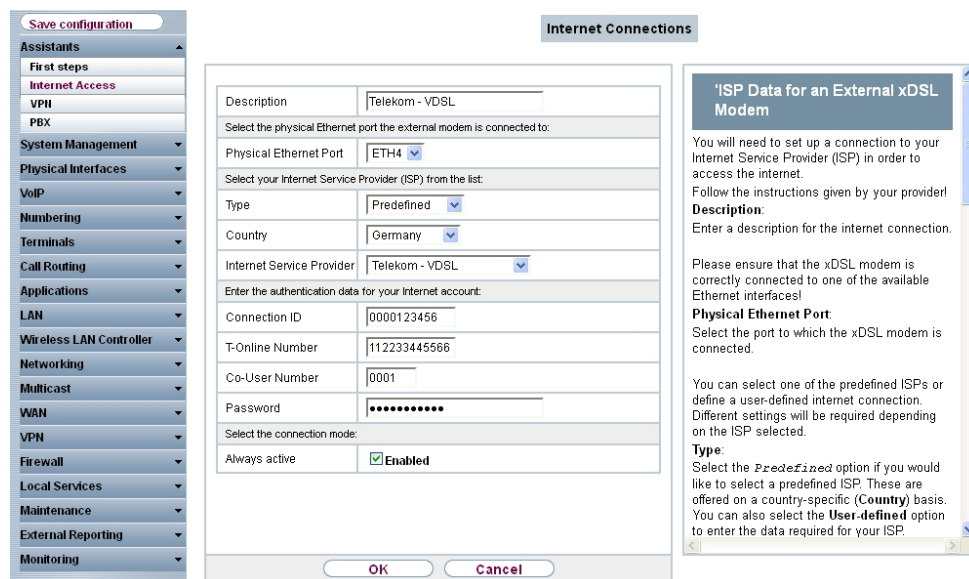 Save configuration
Assistants
First steps
Internet Access
VPN
PBX
System Management
Physical Interfaces
VoIP
Numbering
Terminals
Call Routing
Applications
LAN
Wireless LAN Controller
Networking
Multicast
WAN
VPN
Firewall
Local Services
Maintenance
External Reporting
Monitoring
Internet Connections
Description Telekom - VDSL
Select the physical Ethernet port the external modem is connected to:
Physical Ethernet Port ETH4
Select your Internet Service Provider (ISP) from the list:
Type Predefined
Country Germany
Internet Service Provider Telekom - VDSL
Enter the authentication data for your Internet account:
Connection ID 0000123456
T-Online Number 112233445566
Co-User Number 0001
Password ●●●●●●●●●●●
Select the connection mode:
Always active Enabled
OK Cancel
'ISP Data for an External xDSL
Modem
You will need to set up a connection to your
Internet Service Provider (ISP) in order to
access the internet.
Follow the instructions given by your provider!
Description:
Enter a description for the internet connection.
Please ensure that the xDSL modem is
correctly connected to one of the available
Ethernet interfaces!
Physical Ethernet Port:
Select the port to which the xDSL modem is
connected.
You can select one of the predefined ISPs or
define a user-defined internet connection.
Different settings will be required depending
on the ISP selected.
Type:
Select the Predefined option if you would
like to select a predefined ISP. These are
offered on a country-specific (Country) basis.
You can also select the User-defined option
to enter the data required for your ISP.